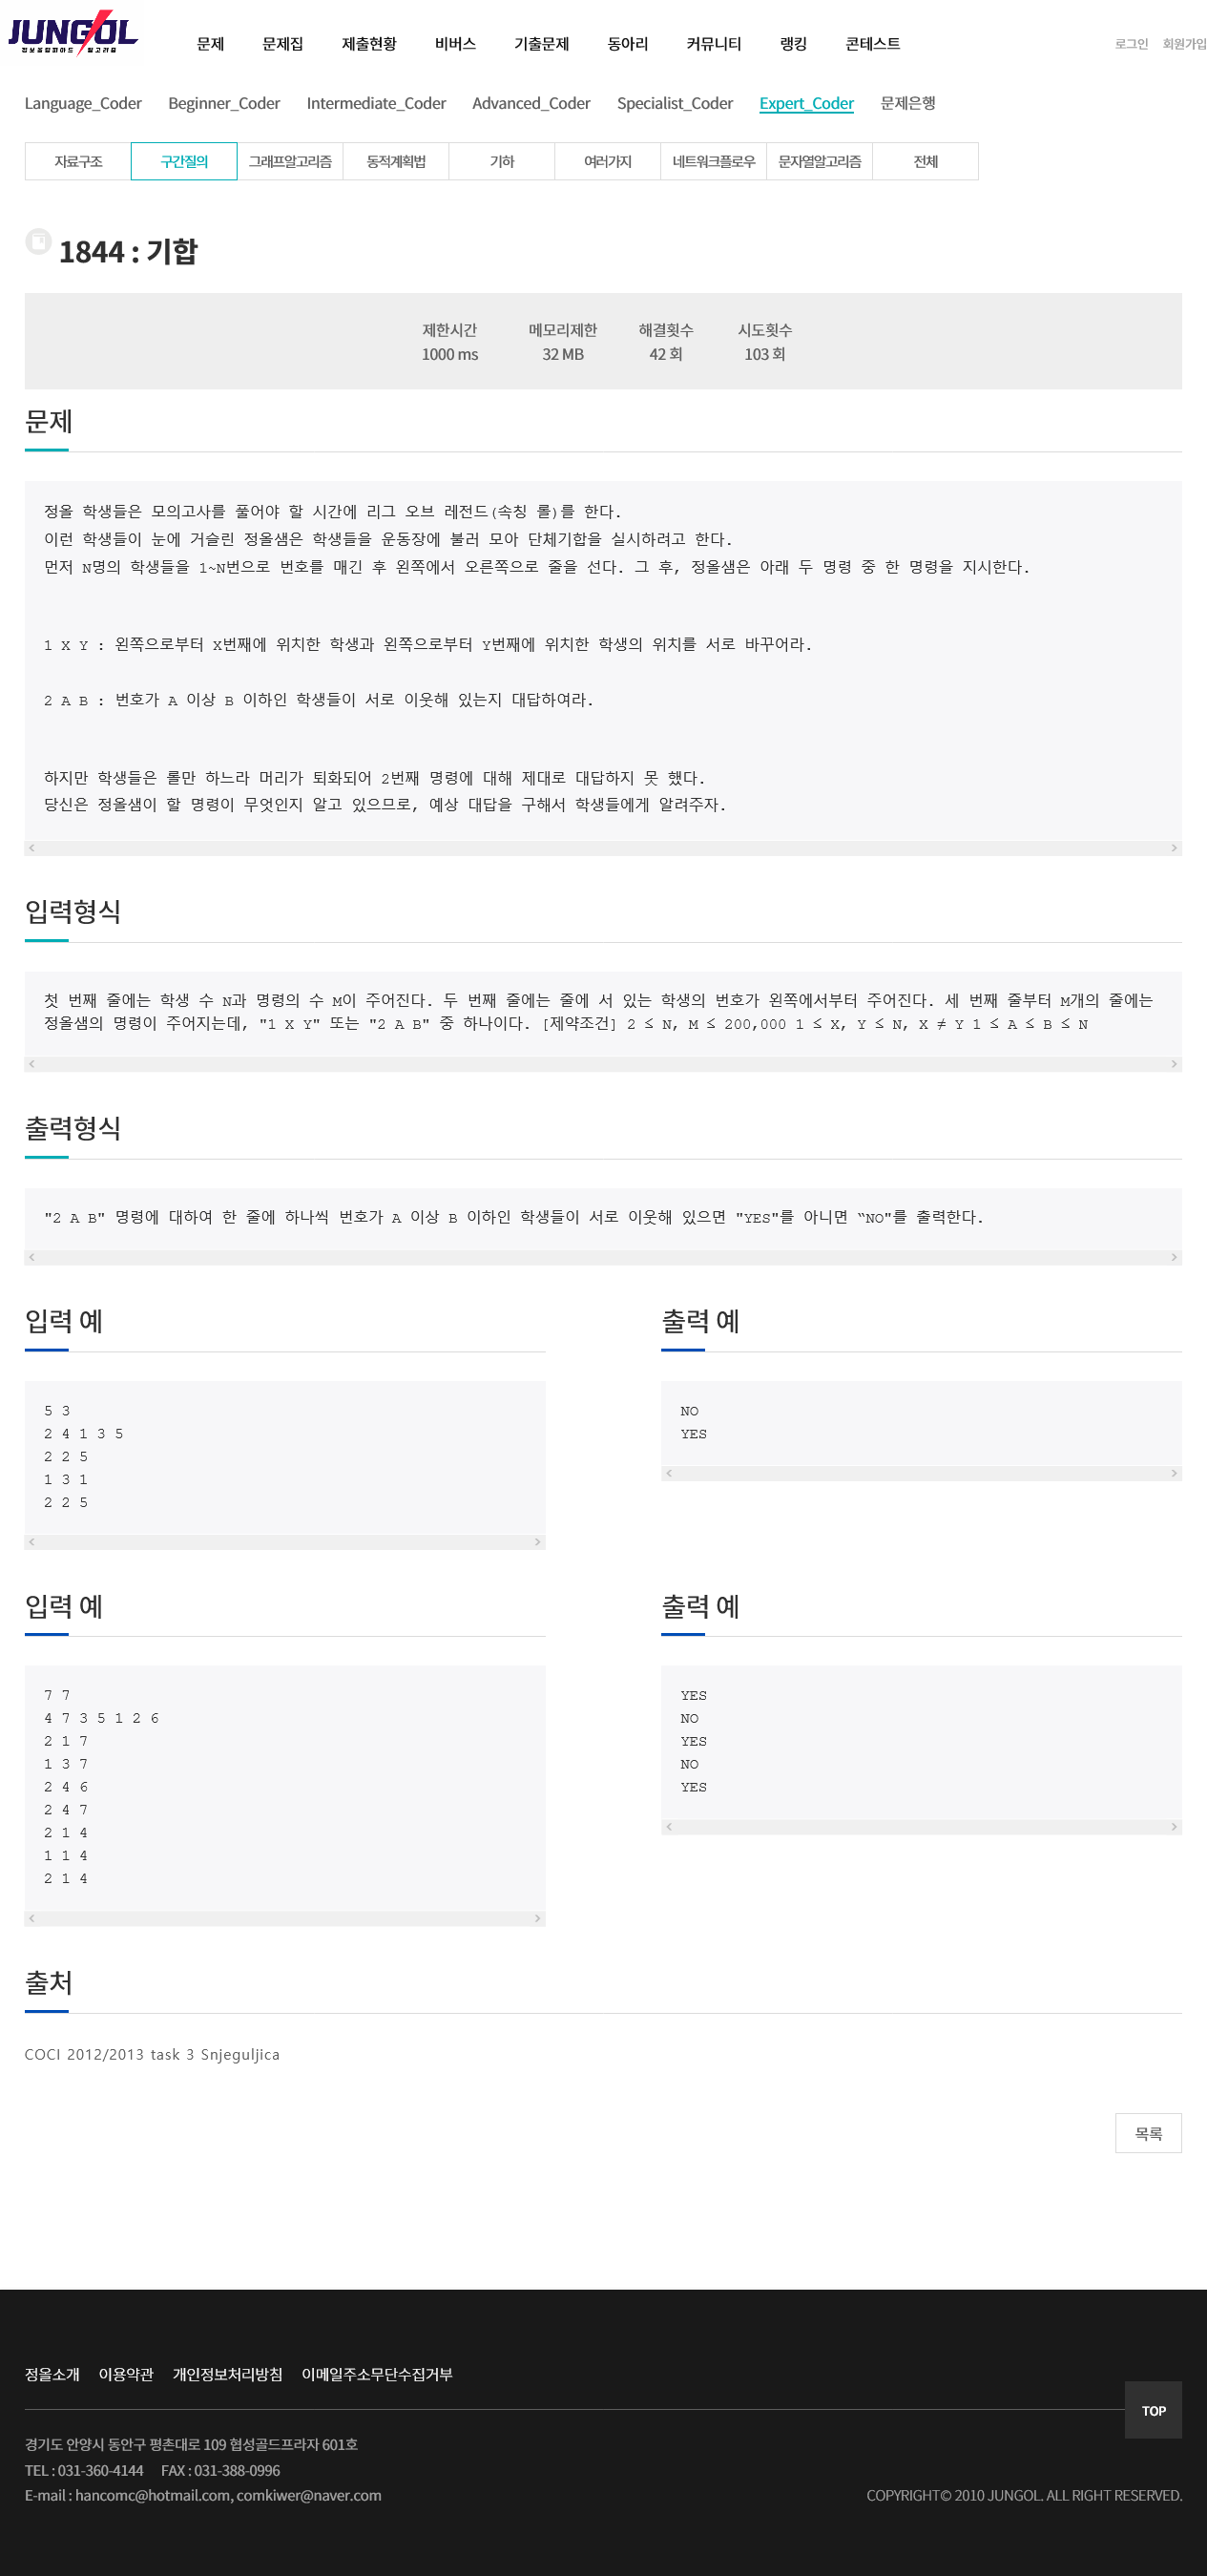 JUNGOL
정보올림피아드 알고리즘
문제 문제집 제출현황 비버스 기출문제 동아리 커뮤니티 랭킹 콘테스트 로그인 회원가입
Language_Coder Beginner_Coder Intermediate_Coder Advanced_Coder Specialist_Coder Expert_Coder 문제은행
자료구조 구간질의 그래프알고리즘 동적계획법 기하 여러가지 네트워크플로우 문자열알고리즘 전체
1844 : 기합
제한시간 메모리제한 해결횟수 시도횟수
1000 ms 32 MB 42 회 103 회
문제
정올 학생들은 모의고사를 풀어야 할 시간에 리그 오브 레전드(속칭 롤)를 한다.
이런 학생들이 눈에 거슬린 정올샘은 학생들을 운동장에 불러 모아 단체기합을 실시하려고 한다.
먼저 N명의 학생들을 1~N번으로 번호를 매긴 후 왼쪽에서 오른쪽으로 줄을 선다. 그 후, 정올샘은 아래 두 명령 중 한 명령을 지시한다.
1 X Y : 왼쪽으로부터 X번째에 위치한 학생과 왼쪽으로부터 Y번째에 위치한 학생의 위치를 서로 바꾸어라.
2 A B : 번호가 A 이상 B 이하인 학생들이 서로 이웃해 있는지 대답하여라.
하지만 학생들은 롤만 하느라 머리가 퇴화되어 2번째 명령에 대해 제대로 대답하지 못 했다.
당신은 정올샘이 할 명령이 무엇인지 알고 있으므로, 예상 대답을 구해서 학생들에게 알려주자.
입력형식
첫 번째 줄에는 학생 수 N과 명령의 수 M이 주어진다. 두 번째 줄에는 줄에 서 있는 학생의 번호가 왼쪽에서부터 주어진다. 세 번째 줄부터 M개의 줄에는
정올샘의 명령이 주어지는데, "1 X Y" 또는 "2 A B" 중 하나이다. [제약조건] 2 ≤ N, M ≤ 200,000 1 ≤ X, Y ≤ N, X ≠ Y 1 ≤ A ≤ B ≤ N
출력형식
"2 A B" 명령에 대하여 한 줄에 하나씩 번호가 A 이상 B 이하인 학생들이 서로 이웃해 있으면 "YES"를 아니면 “NO"를 출력한다.
입력 예
5 3
2 4 1 3 5
2 2 5
1 3 1
2 2 5
출력 예
NO
YES
입력 예
7 7
4 7 3 5 1 2 6
2 1 7
1 3 7
2 4 6
2 4 7
2 1 4
1 1 4
2 1 4
출력 예
YES
NO
YES
NO
YES
출처
COCI 2012/2013 task 3 Snjeguljica
목록
정올소개 이용약관 개인정보처리방침 이메일주소무단수집거부
TOP
경기도 안양시 동안구 평촌대로 109 협성골드프라자 601호
TEL : 031-360-4144 FAX : 031-388-0996
E-mail : hancomc@hotmail.com, comkiwer@naver.com
COPYRIGHT© 2010 JUNGOL. ALL RIGHT RESERVED.